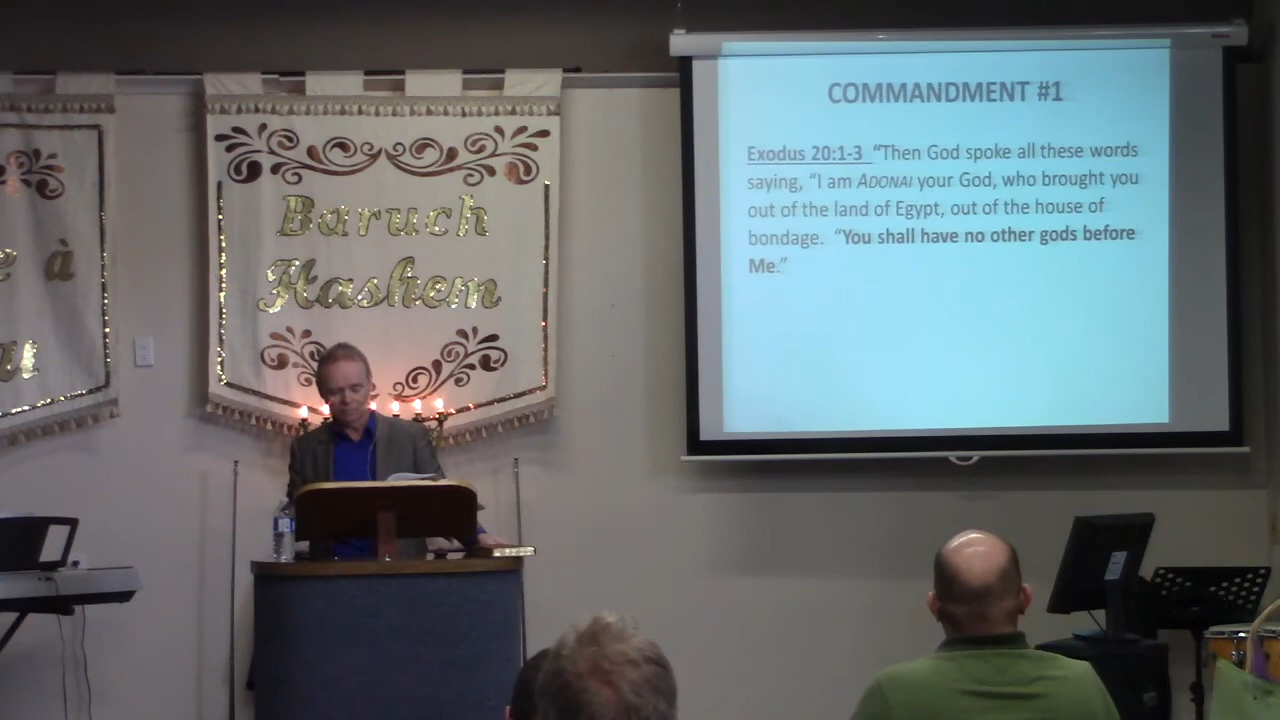 e à
au
Baruch
Hashem
COMMANDMENT #1
Exodus 20:1-3 “Then God spoke all these words
saying, “I am ADONAI your God, who brought you
out of the land of Egypt, out of the house of
bondage. “You shall have no other gods before
Me.”